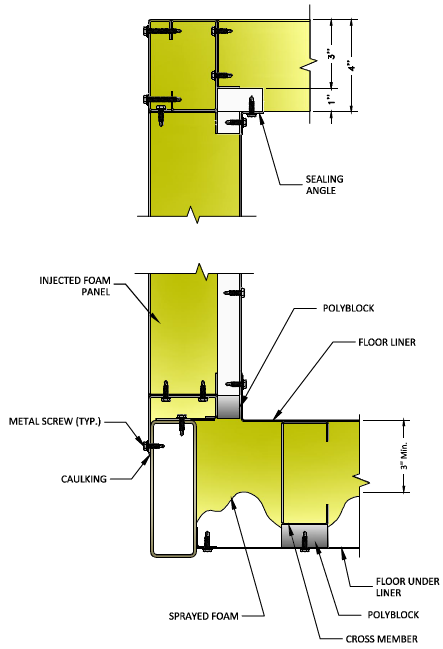 3"
4"
1"
SEALING
ANGLE
INJECTED FOAM
PANEL
POLYBLOCK
FLOOR LINER
METAL SCREW (TYP.)
CAULKING
3" Min.
FLOOR UNDER
LINER
SPRAYED FOAM
POLYBLOCK
CROSS MEMBER